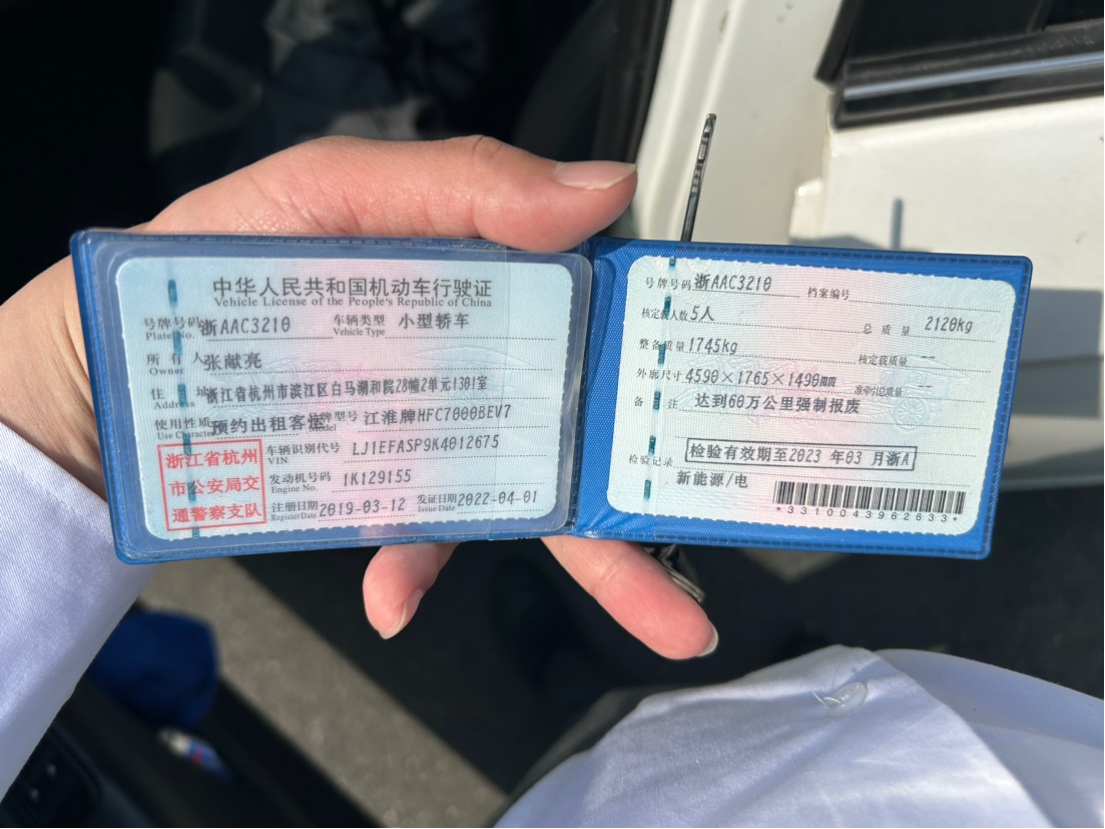 中华人民共和国机动车行驶证
Vehicle License of the People's Republic of China
号牌号码 浙AAC3210 车辆类型 小型轿车
Plate No. Vehicle Type
所有人 张献亮
Owner
住址 浙江省杭州市滨江区白马湖和院28幢2单元1301室
Address
使用性质 预约出租客运 品牌型号 江淮牌HFC7000BEV7
Use Character Model
浙江省杭州
市公安局交
通警察支队
车辆识别代号 LJ1EFASP9K4012675
VIN
发动机号码 1K129155
Engine No.
注册日期 2019-03-12 发证日期 2022-04-01
Register Date Issue Date
号牌号码 浙AAC3210 档案编号
核定载人数 5人 总质量 2120kg
整备质量 1745kg 核定载质量 --
外廓尺寸 4590×1765×1490mm 准牵引总质量 --
备注 达到60万公里强制报废
检验记录 检验有效期至2023年03月浙A
新能源/电
*3310043962633*